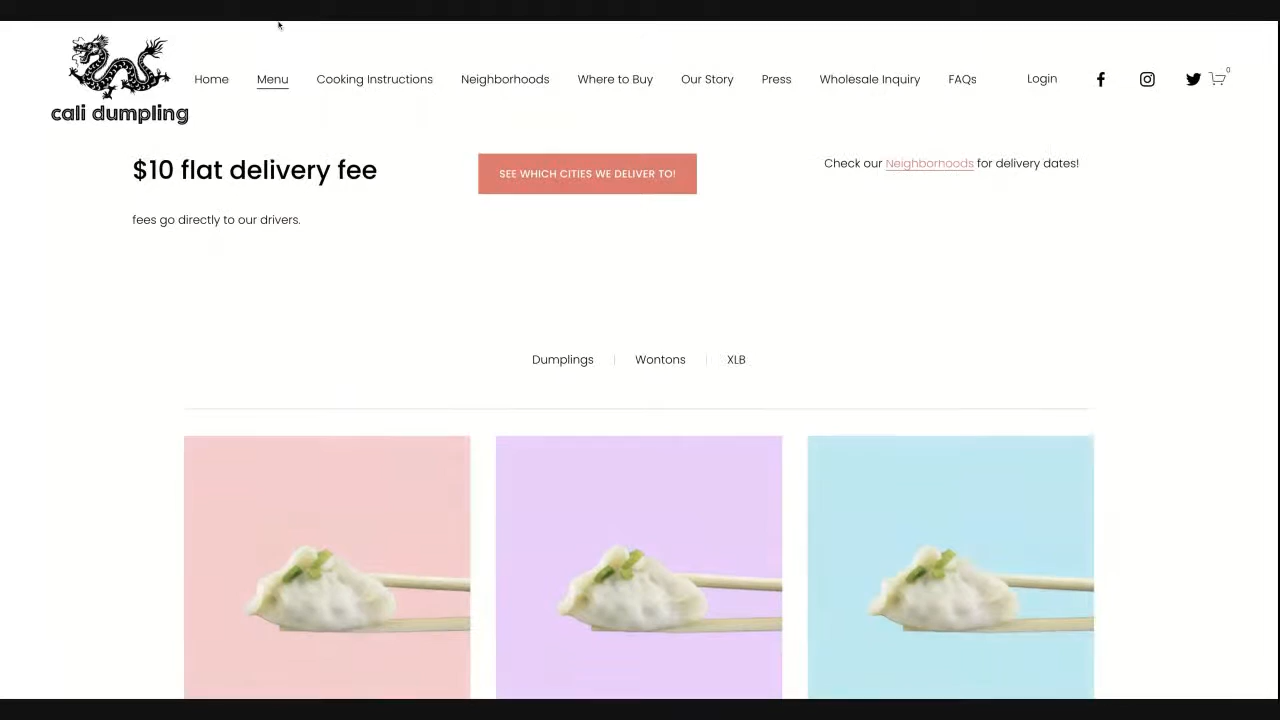 cali dumpling
Home
Menu
Cooking Instructions
Neighborhoods
Where to Buy
Our Story
Press
Wholesale Inquiry
FAQs
Login
0
$10 flat delivery fee
fees go directly to our drivers.
SEE WHICH CITIES WE DELIVER TO!
Check our Neighborhoods for delivery dates!
Dumplings
Wontons
XLB